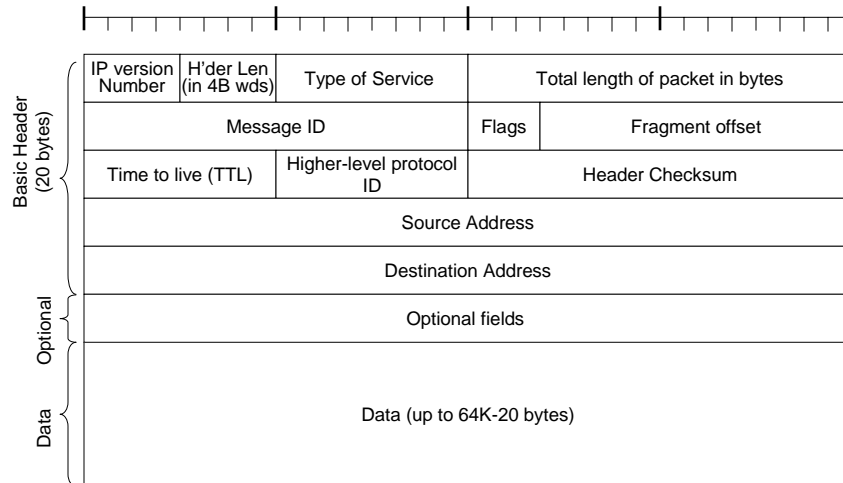 IP version
Number
H'der Len
(in 4B wds)
Type of Service
Total length of packet in bytes
Message ID
Flags
Fragment offset
Time to live (TTL)
Higher-level protocol
ID
Header Checksum
Source Address
Destination Address
Optional fields
Data (up to 64K-20 bytes)
Basic Header
(20 bytes)
Optional
Data